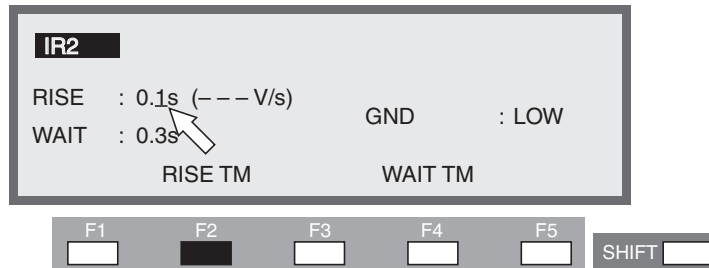 IR2
RISE : 0.1s (– – – V/s)
GND : LOW
WAIT : 0.3s
RISE TM WAIT TM
F1 F2 F3 F4 F5
SHIFT